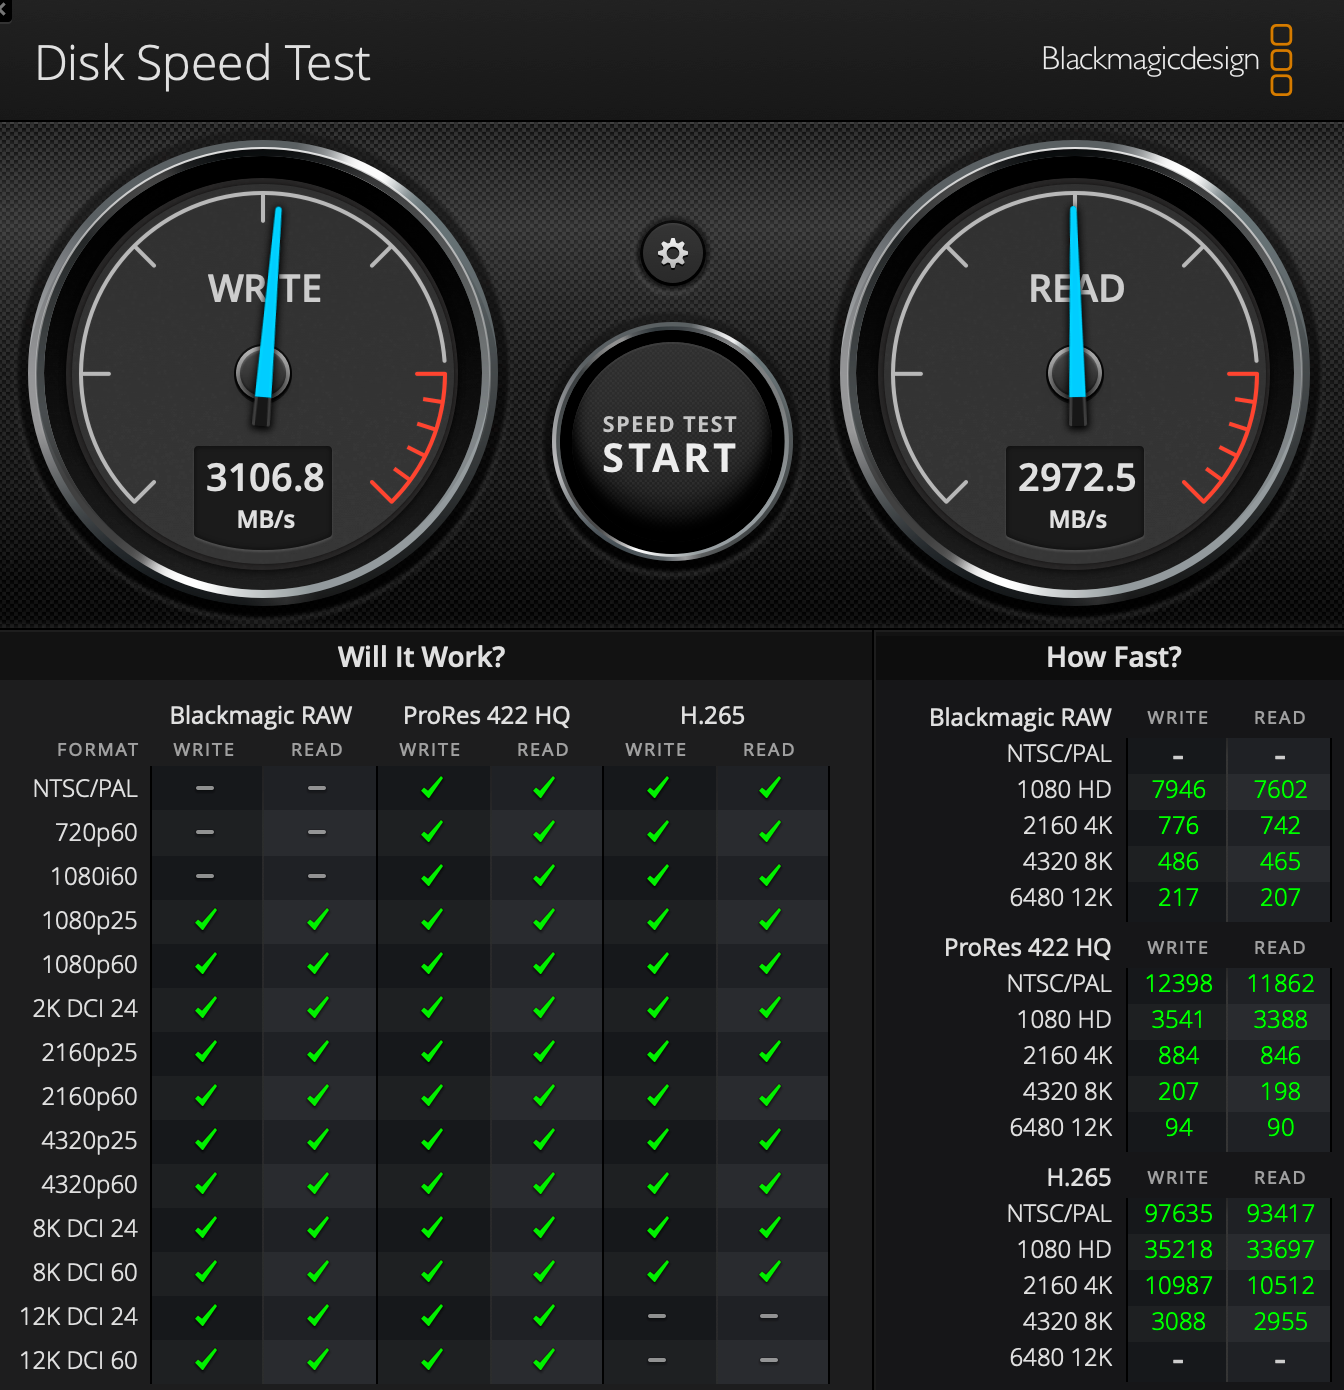 Disk Speed Test
Blackmagicdesign
WRITE
READ
SPEED TEST
START
3106.8
MB/s
2972.5
MB/s
Will It Work?
Blackmagic RAW ProRes 422 HQ H.265
FORMAT WRITE READ WRITE READ WRITE READ
NTSC/PAL – – ✓ ✓ ✓ ✓
720p60 – – ✓ ✓ ✓ ✓
1080i60 – – ✓ ✓ ✓ ✓
1080p25 ✓ ✓ ✓ ✓ ✓ ✓
1080p60 ✓ ✓ ✓ ✓ ✓ ✓
2K DCI 24 ✓ ✓ ✓ ✓ ✓ ✓
2160p25 ✓ ✓ ✓ ✓ ✓ ✓
2160p60 ✓ ✓ ✓ ✓ ✓ ✓
4320p25 ✓ ✓ ✓ ✓ ✓ ✓
4320p60 ✓ ✓ ✓ ✓ ✓ ✓
8K DCI 24 ✓ ✓ ✓ ✓ ✓ ✓
8K DCI 60 ✓ ✓ ✓ ✓ ✓ ✓
12K DCI 24 ✓ ✓ ✓ ✓ – –
12K DCI 60 ✓ ✓ ✓ ✓ – –
How Fast?
Blackmagic RAW WRITE READ
NTSC/PAL - -
1080 HD 7946 7602
2160 4K 776 742
4320 8K 486 465
6480 12K 217 207
ProRes 422 HQ WRITE READ
NTSC/PAL 12398 11862
1080 HD 3541 3388
2160 4K 884 846
4320 8K 207 198
6480 12K 94 90
H.265 WRITE READ
NTSC/PAL 97635 93417
1080 HD 35218 33697
2160 4K 10987 10512
4320 8K 3088 2955
6480 12K - -